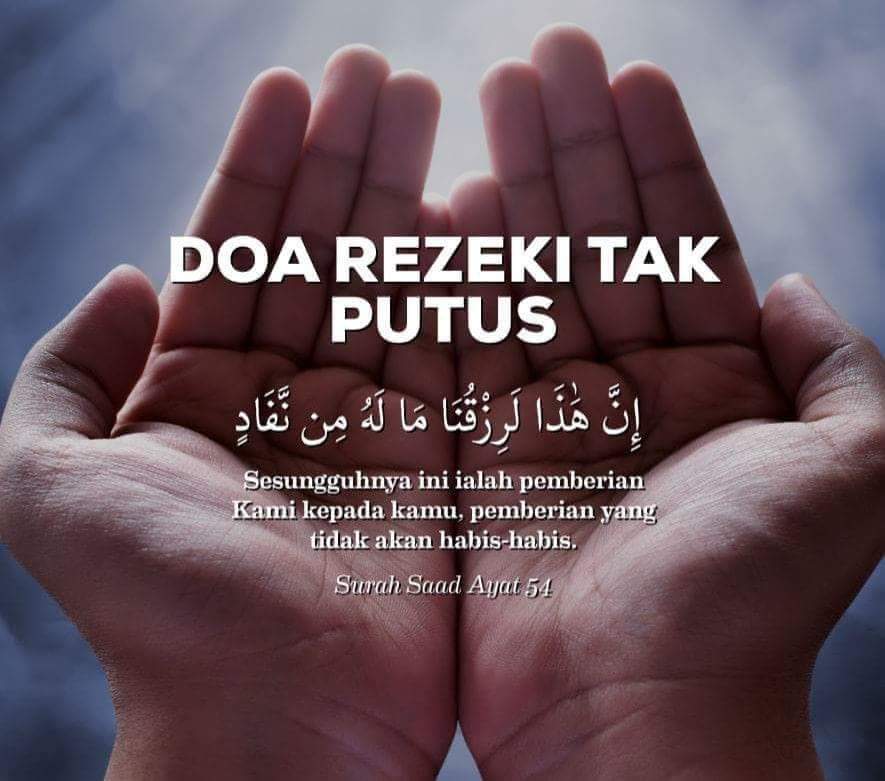 DOA REZEKI TAK
PUTUS
إِنَّ هَٰذَا لَرِزْقُنَا مَا لَهُ مِن نَّفَادٍ
Sesungguhnya ini ialah pemberian
Kami kepada kamu, pemberian yang
tidak akan habis-habis.
Surah Saad Ayat 54